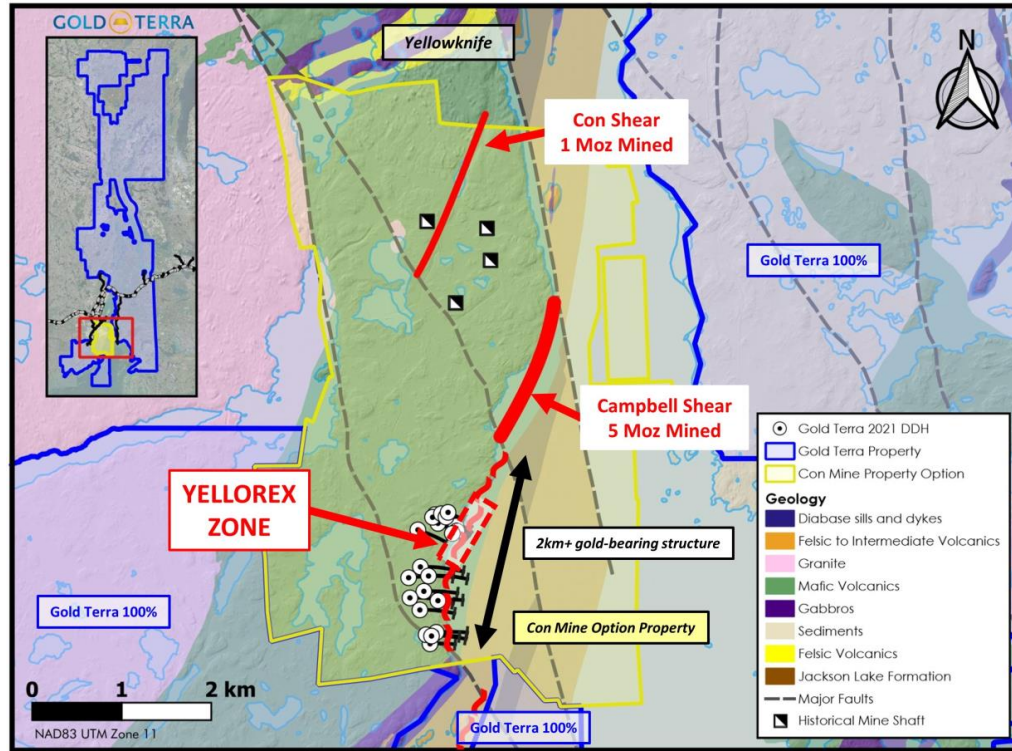 GOLD TERRA
Yellowknife
N
Con Shear
1 Moz Mined
Gold Terra 100%
Campbell Shear
5 Moz Mined
YELLOREX
ZONE
2km+ gold-bearing structure
Gold Terra 100%
Con Mine Option Property
Gold Terra 100%
0 1 2 km
NAD83 UTM Zone 11
Gold Terra 2021 DDH
Gold Terra Property
Con Mine Property Option
Geology
Diabase sills and dykes
Felsic to Intermediate Volcanics
Granite
Mafic Volcanics
Gabbros
Sediments
Felsic Volcanics
Jackson Lake Formation
Major Faults
Historical Mine Shaft